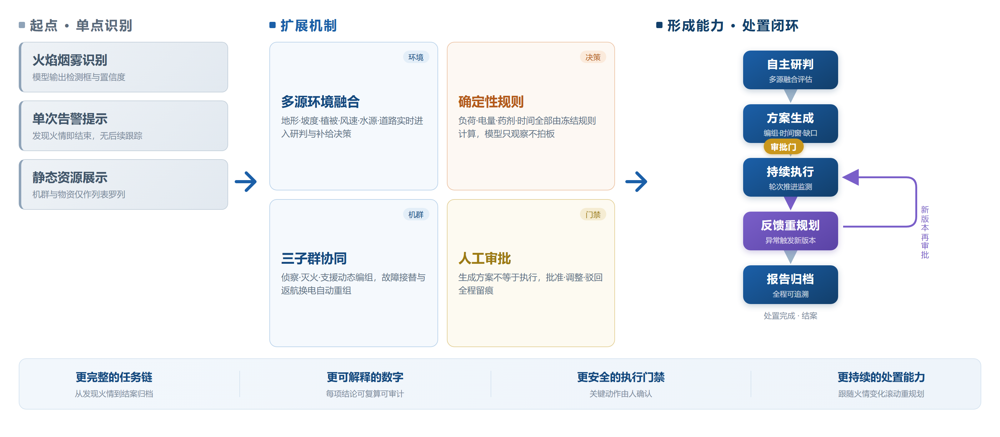 起点 · 单点识别
火焰烟雾识别
模型输出检测框与置信度
单次告警提示
发现火情即结束，无后续跟踪
静态资源展示
机群与物资仅作列表罗列
扩展机制
环境
多源环境融合
地形·坡度·植被·风速·水源·道路实时进
入研判与补给决策
决策
确定性规则
负荷·电量·药剂·时间全部由冻结规则
计算，模型只观察不拍板
机群
三子群协同
侦察·灭火·支援动态编组，故障接替与
返航换电自动重组
门禁
人工审批
生成方案不等于执行，批准·调整·驳回
全程留痕
形成能力 · 处置闭环
自主研判
多源融合评估
方案生成
编组·时间窗·缺口
审批门
持续执行
轮次推进监测
反馈重规划
异常触发新版本
新版本再审批
报告归档
全程可追溯
处置完成 · 结案
更完整的任务链
从发现火情到结案归档
更可解释的数字
每项结论可复算可审计
更安全的执行门禁
关键动作由人确认
更持续的处置能力
跟随火情变化滚动重规划